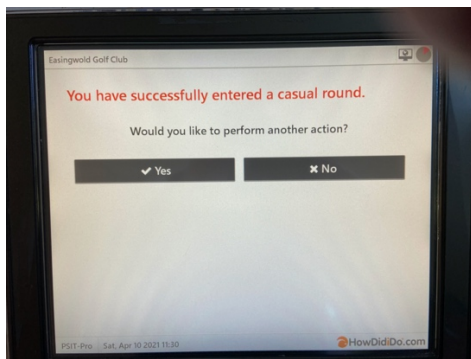 Easingwold Golf Club
You have successfully entered a casual round.
Would you like to perform another action?
✔ Yes
✖ No
PSIT-Pro Sat, Apr 10 2021 11:30
HowDidiDo.com